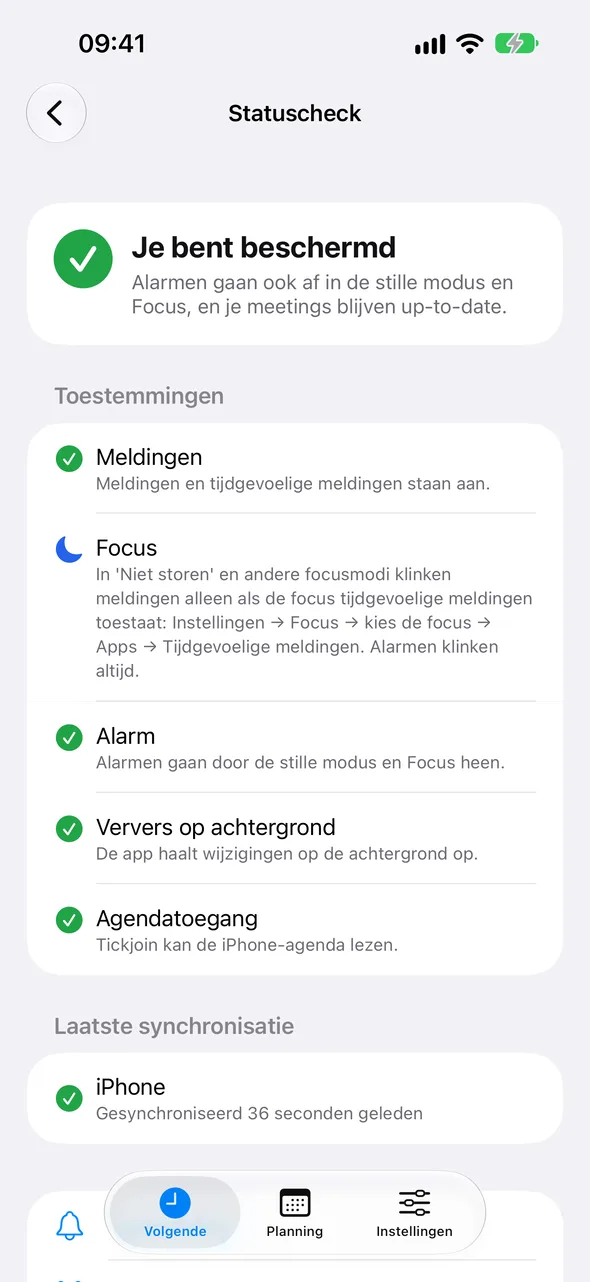 09:41
Statuscheck
Je bent beschermd
Alarmen gaan ook af in de stille modus en
Focus, en je meetings blijven up-to-date.
Toestemmingen
Meldingen
Meldingen en tijdgevoelige meldingen staan aan.
Focus
In 'Niet storen' en andere focusmodi klinken
meldingen alleen als de focus tijdgevoelige meldingen
toestaat: Instellingen → Focus → kies de focus →
Apps → Tijdgevoelige meldingen. Alarmen klinken
altijd.
Alarm
Alarmen gaan door de stille modus en Focus heen.
Ververs op achtergrond
De app haalt wijzigingen op de achtergrond op.
Agendatoegang
Tickjoin kan de iPhone-agenda lezen.
Laatste synchronisatie
iPhone
Gesynchroniseerd 36 seconden geleden
Volgende
Planning
Instellingen